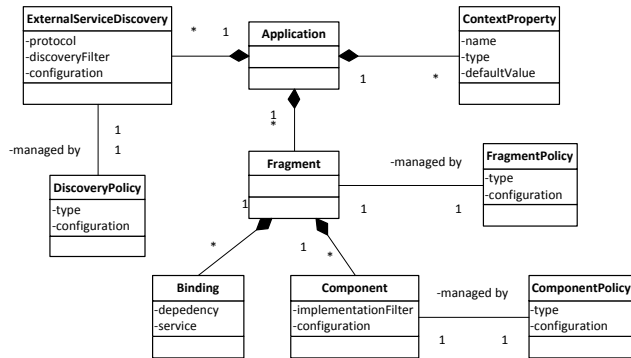 ExternalServiceDiscovery
-protocol
-discoveryFilter
-configuration
*
1
Application
ContextProperty
-name
-type
-defaultValue
1
*
1
*
1
-managed by
1
DiscoveryPolicy
-type
-configuration
Fragment
-managed by
FragmentPolicy
-type
-configuration
1
1
1
*
1
*
Binding
-depedency
-service
Component
-implementationFilter
-configuration
-managed by
ComponentPolicy
-type
-configuration
1
1